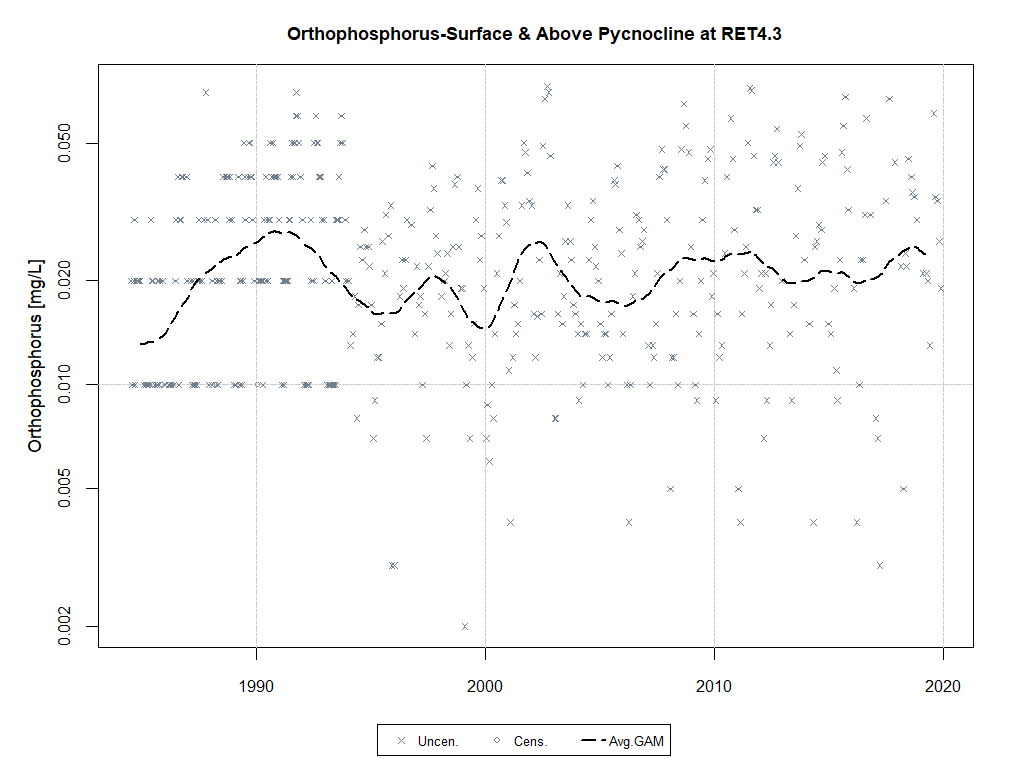 Orthophosphorus-Surface & Above Pycnocline at RET4.3
Orthophosphorus [mg/L]
0.050
0.020
0.010
0.005
0.002
1990 2000 2010 2020
Uncen. Cens. Avg.GAM